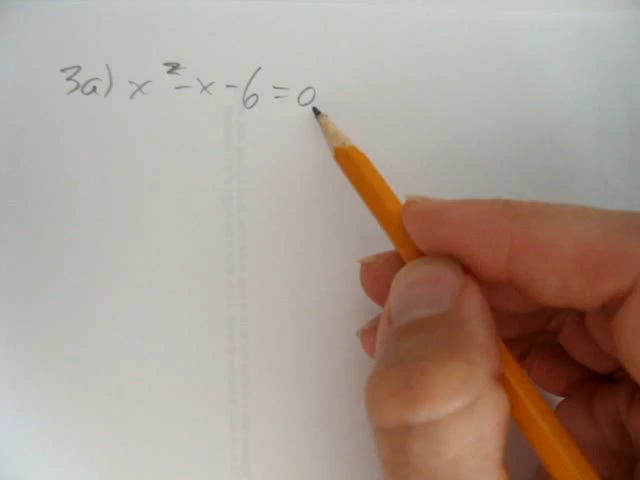 3a) x² - x - 6 = 0